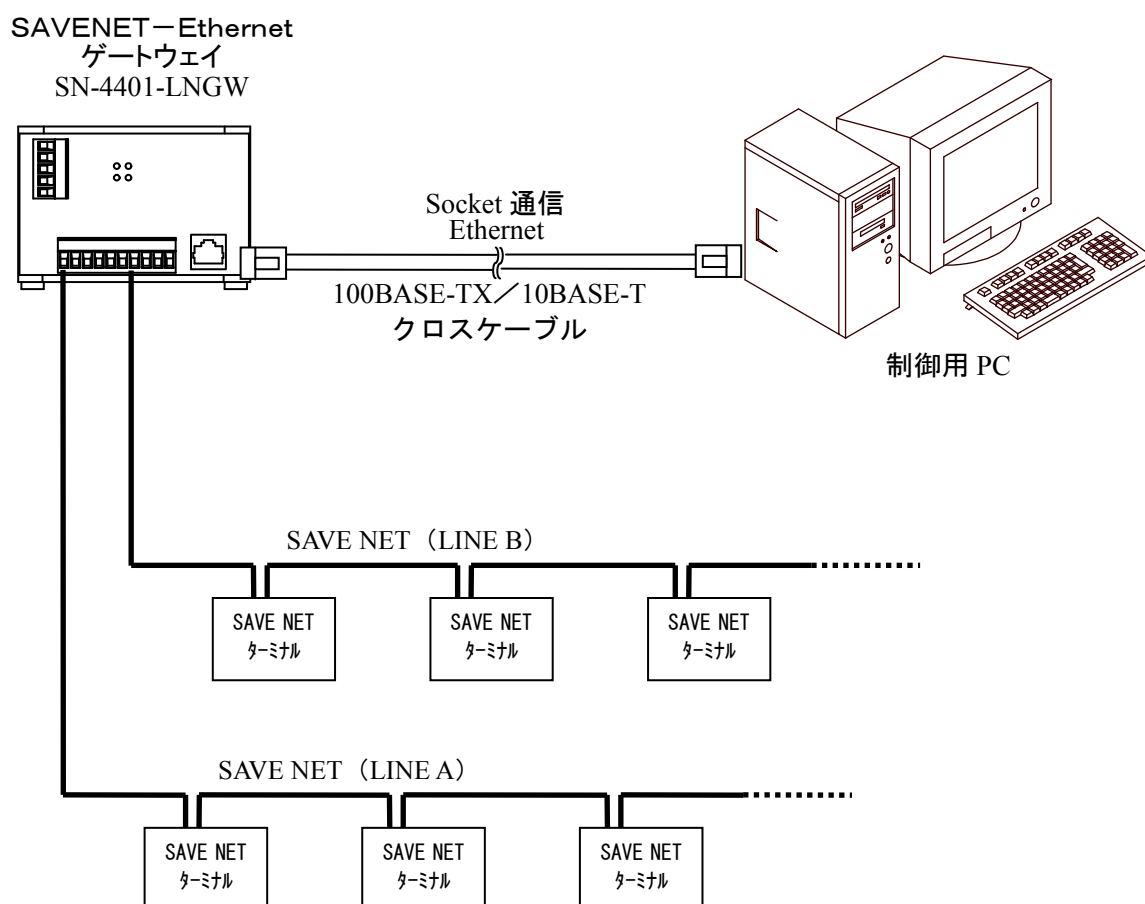 SAVENET－Ethernet
ゲートウェイ
SN-4401-LNGW
Socket 通信
Ethernet
100BASE-TX／10BASE-T
クロスケーブル
制御用 PC
SAVE NET（LINE B）
SAVE NET
ﾀｰﾐﾅﾙ
SAVE NET
ﾀｰﾐﾅﾙ
SAVE NET
ﾀｰﾐﾅﾙ
SAVE NET（LINE A）
SAVE NET
ﾀｰﾐﾅﾙ
SAVE NET
ﾀｰﾐﾅﾙ
SAVE NET
ﾀｰﾐﾅﾙ